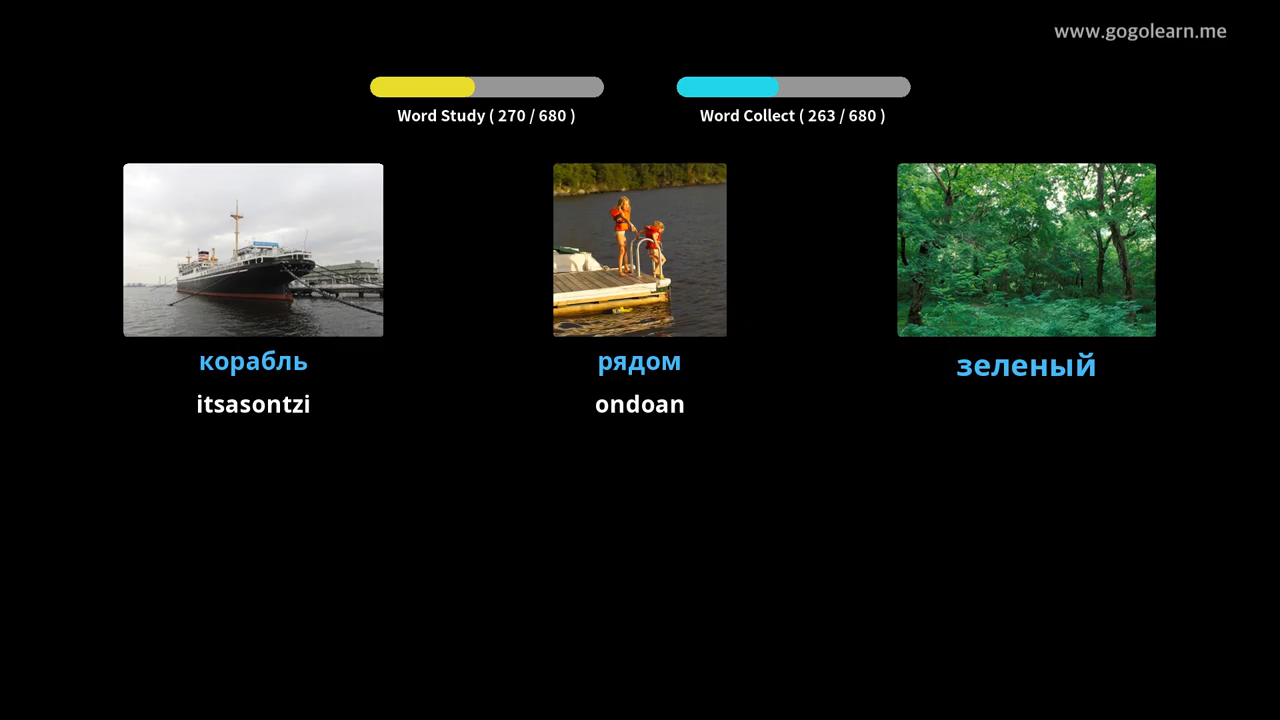 www.gogolearn.me
Word Study ( 270 / 680 )
Word Collect ( 263 / 680 )
корабль
itsasontzi
рядом
ondoan
зеленый